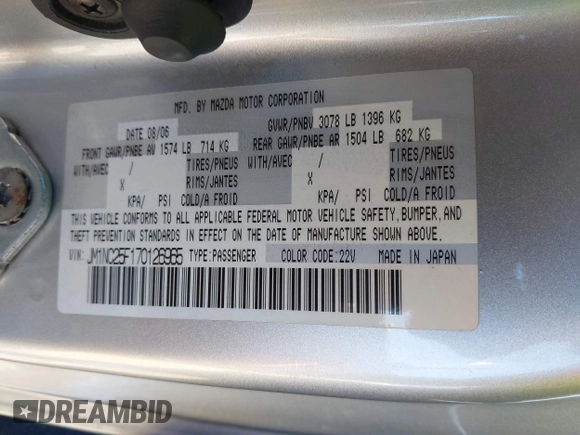 MFD. BY MAZDA MOTOR CORPORATION
DATE 08/06 GVWR/PNBV 3078 LB 1396 KG
FRONT GAWR/PNBE AV 1574 LB 714 KG REAR GAWR/PNBE AR 1504 LB 682 KG
WITH/AVEC / TIRES/PNEUS WITH/AVEC / TIRES/PNEUS
X RIMS/JANTES X RIMS/JANTES
KPA/ PSI COLD/A FROID KPA/ PSI COLD/A FROID
THIS VEHICLE CONFORMS TO ALL APPLICABLE FEDERAL MOTOR VEHICLE SAFETY, BUMPER, AND
THEFT PREVENTION STANDARDS IN EFFECT ON THE DATE OF MANUFACTURE SHOWN ABOVE.
VIN: JM1NC25F170126965 TYPE:PASSENGER COLOR CODE:22V MADE IN JAPAN
DREAMBID